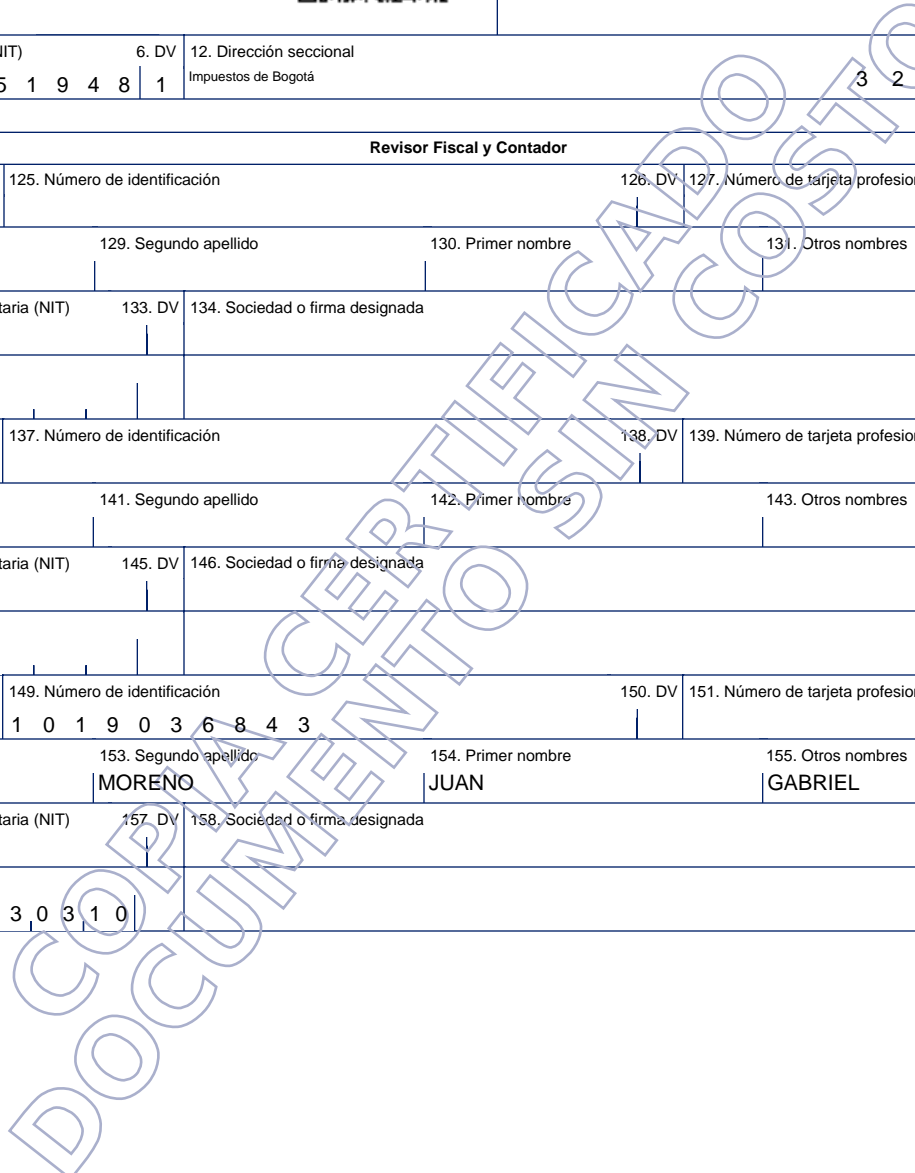 IT) 6. DV 12. Dirección seccional
5 1 9 4 8 1 Impuestos de Bogotá 3 2
Revisor Fiscal y Contador
125. Número de identificación 126. DV 127. Número de tarjeta profesion
129. Segundo apellido 130. Primer nombre 131. Otros nombres
taria (NIT) 133. DV 134. Sociedad o firma designada
137. Número de identificación 138. DV 139. Número de tarjeta profesion
141. Segundo apellido 142. Primer nombre 143. Otros nombres
taria (NIT) 145. DV 146. Sociedad o firma designada
149. Número de identificación 150. DV 151. Número de tarjeta profesion
1 0 1 9 0 3 6 8 4 3
153. Segundo apellido 154. Primer nombre 155. Otros nombres
MORENO JUAN GABRIEL
taria (NIT) 157. DV 158. Sociedad o firma designada
3 0 3 1 0
COPIA CERTIFICADO
DOCUMENTO SIN COSTO